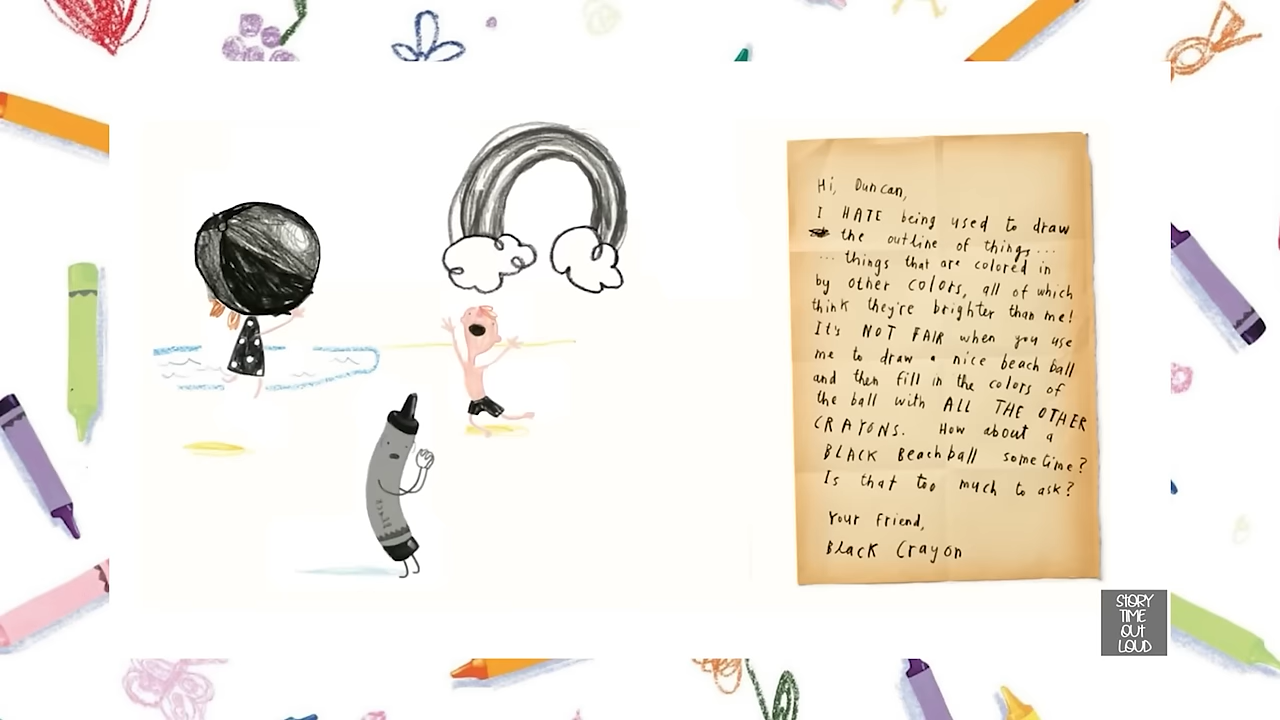 Hi, Duncan,
I HATE being used to draw
the outline of things...
... things that are colored in
by other colors, all of which
think they're brighter than me!
It's NOT FAIR when you use
me to draw a nice beach ball
and then fill in the colors of
the ball with ALL THE OTHER
CRAYONS. How about a
BLACK Beachball sometime?
Is that too much to ask?
Your friend,
Black Crayon
STORY
TIME
OUT
LOUD